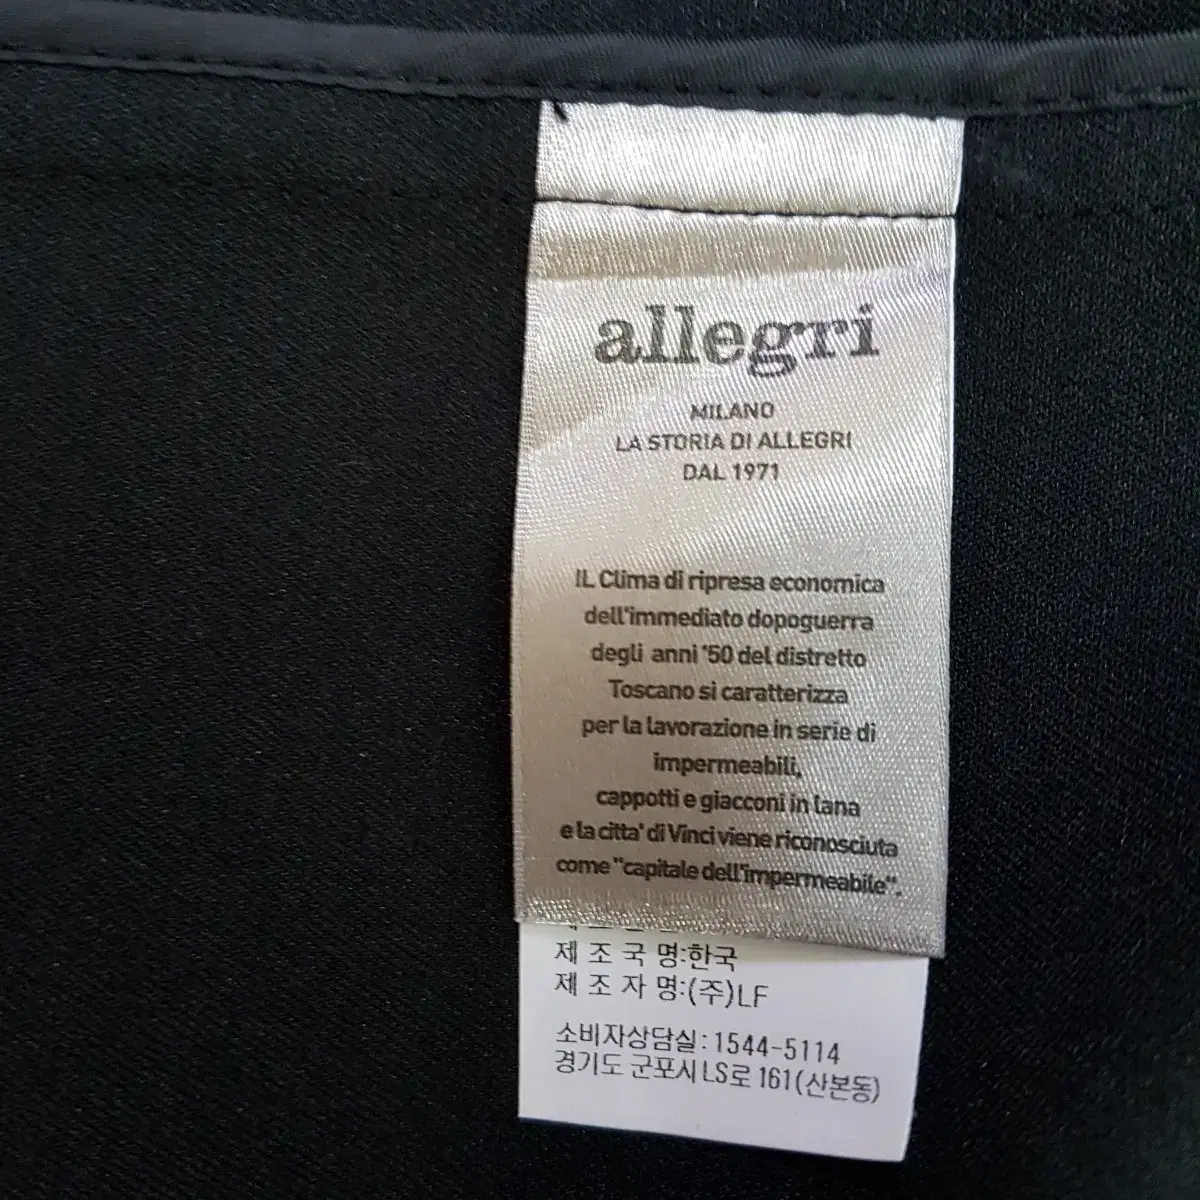 allegri
MILANO
LA STORIA DI ALLEGRI
DAL 1971
IL Clima di ripresa economica
dell'immediato dopoguerra
degli anni '50 del distretto
Toscano si caratterizza
per la lavorazione in serie di
impermeabili,
cappotti e giacconi in lana
e la citta' di Vinci viene riconosciuta
come "capitale dell'impermeabile".
제 조 국 명:한국
제 조 자 명:(주)LF
소비자상담실:1544-5114
경기도 군포시 LS로 161(산본동)